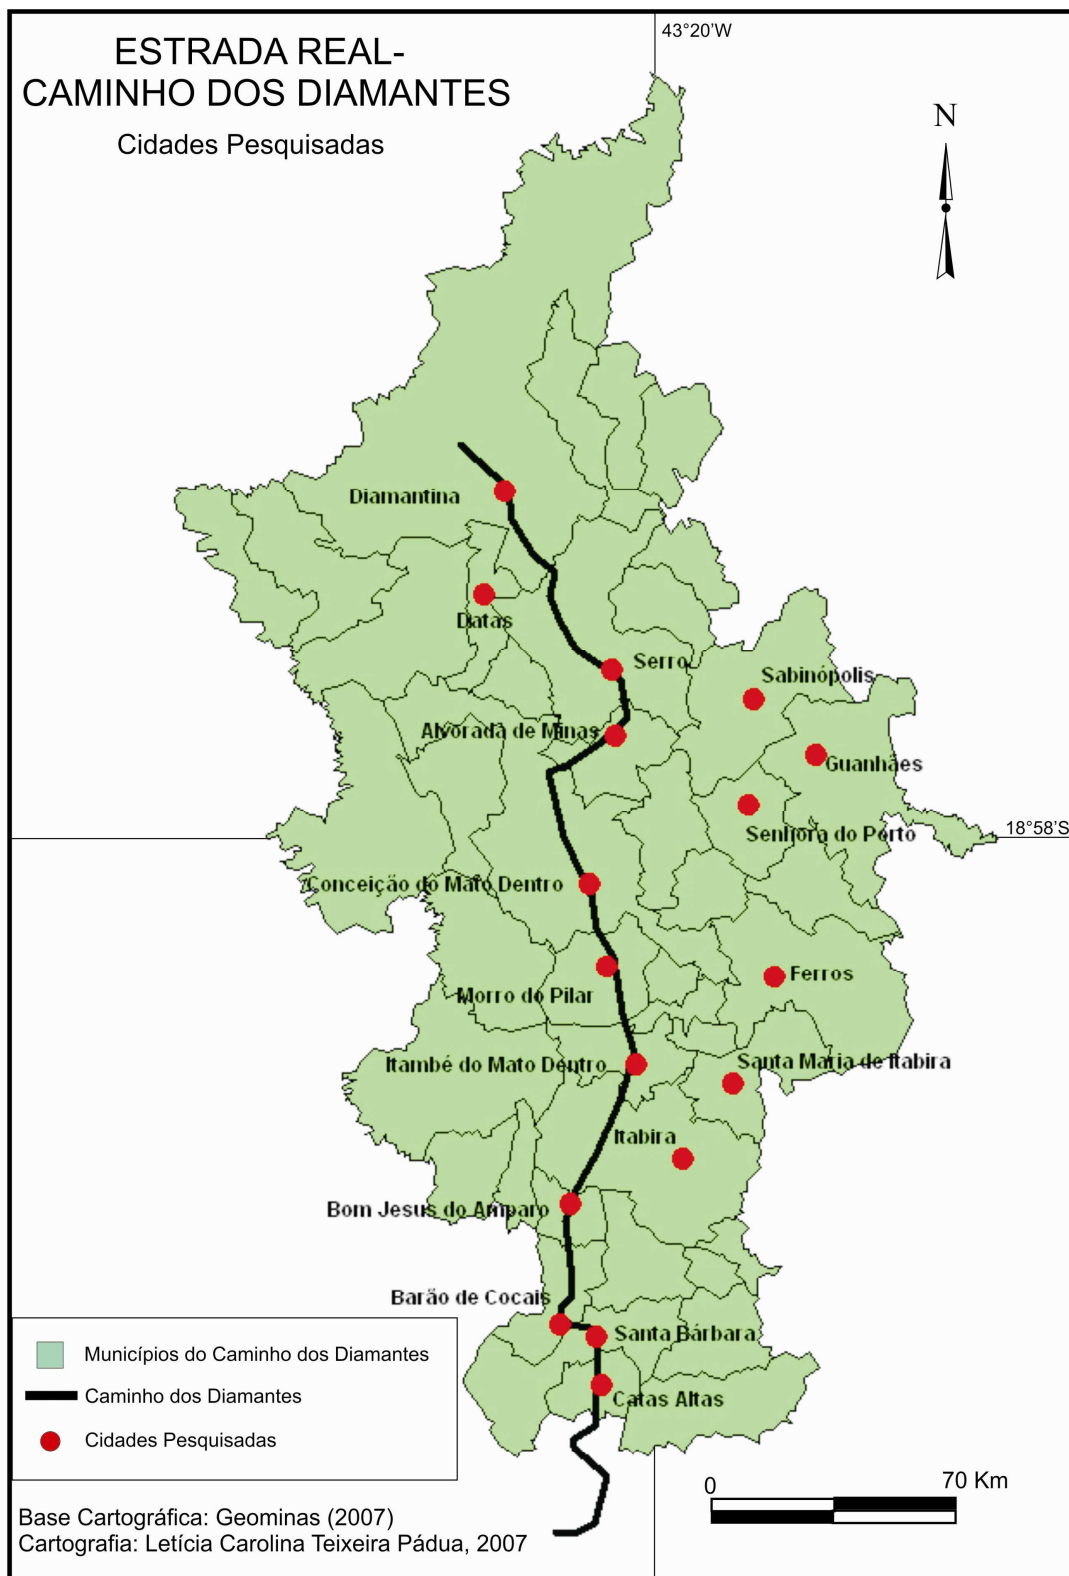 ESTRADA REAL-
CAMINHO DOS DIAMANTES
Cidades Pesquisadas
43°20'W
N
Diamantina
Datas
Serro
Sabinópolis
Alvorada de Minas
Guanhães
Senhora do Porto
18°58'S
Conceição do Mato Dentro
Ferros
Morro do Pilar
Itambé do Mato Dentro
Santa Maria de Itabira
Itabira
Bom Jesus do Amparo
Barão de Cocais
Santa Bárbara
Catas Altas
Municípios do Caminho dos Diamantes
Caminho dos Diamantes
Cidades Pesquisadas
0 70 Km
Base Cartográfica: Geominas (2007)
Cartografia: Letícia Carolina Teixeira Pádua, 2007